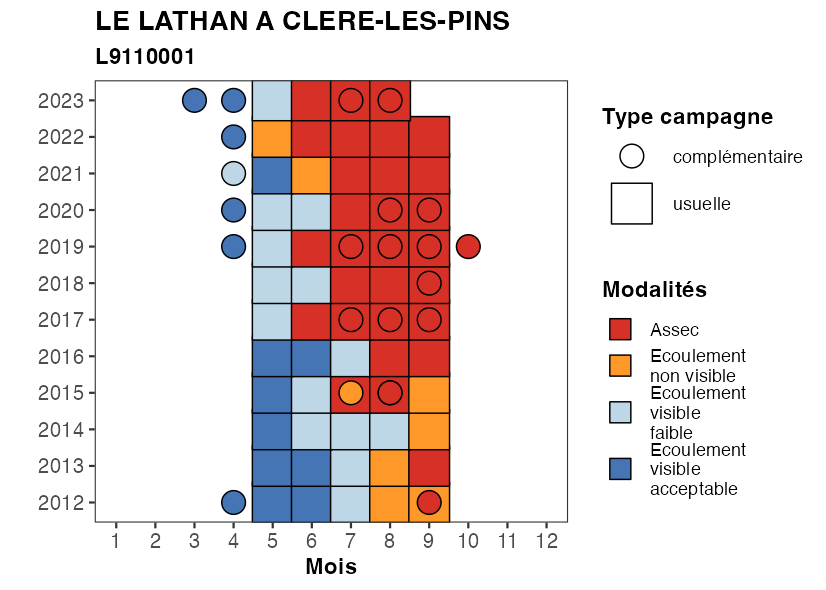 LE LATHAN A CLERE-LES-PINS
L9110001
2023
2022
2021
2020
2019
2018
2017
2016
2015
2014
2013
2012
1 2 3 4 5 6 7 8 9 10 11 12
Mois
Type campagne
complémentaire
usuelle
Modalités
Assec
Ecoulement
non visible
Ecoulement
visible
faible
Ecoulement
visible
acceptable